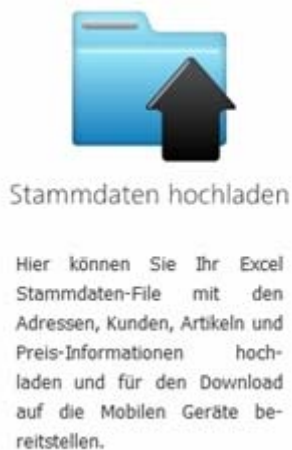 Stammdaten hochladen
Hier können Sie Ihr Excel
Stammdaten-File mit den
Adressen, Kunden, Artikeln und
Preis-Informationen hoch-
laden und für den Download
auf die Mobilen Geräte be-
reitstellen.